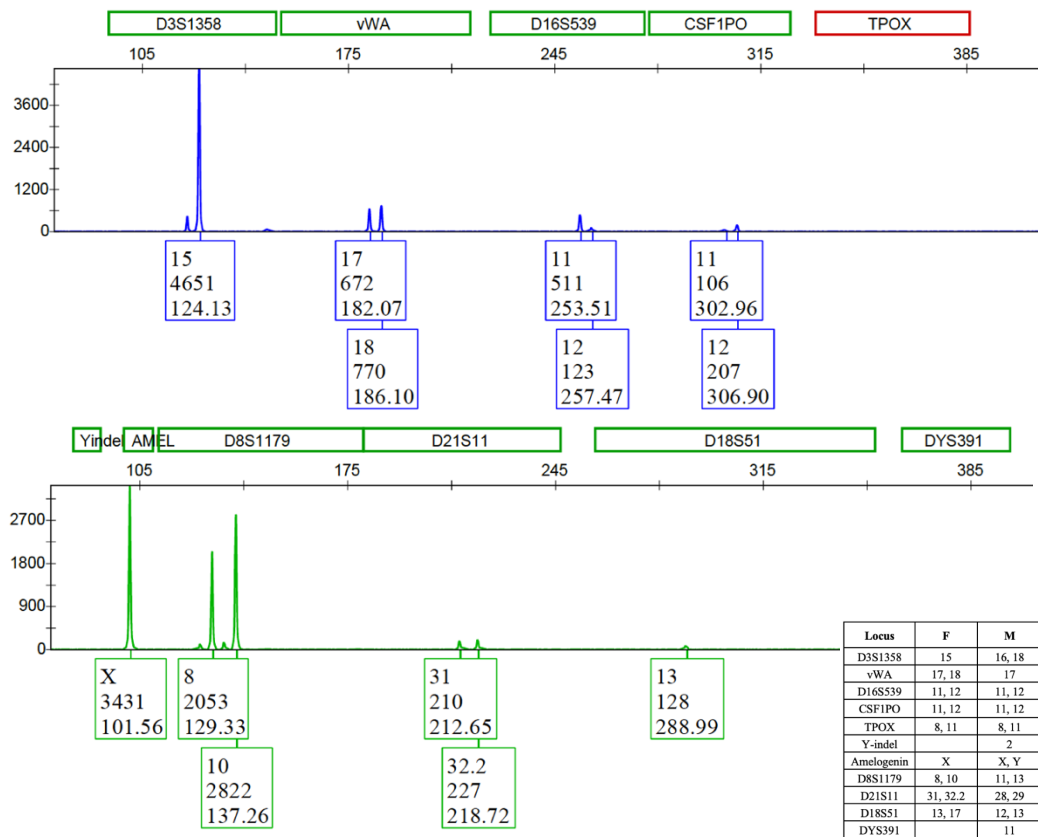 D3S1358 vWA D16S539 CSF1PO TPOX
105 175 245 315 385
3600
2400
1200
0
15
4651
124.13
17
672
182.07
18
770
186.10
11
511
253.51
12
123
257.47
11
106
302.96
12
207
306.90
Yindel AMEL D8S1179 D21S11 D18S51 DYS391
105 175 245 315 385
2700
1800
900
0
X
3431
101.56
8
2053
129.33
10
2822
137.26
31
210
212.65
32.2
227
218.72
13
128
288.99
Locus F M
D3S1358 15 16, 18
vWA 17, 18 17
D16S539 11, 12 11, 12
CSF1PO 11, 12 11, 12
TPOX 8, 11 8, 11
Y-indel 2
Amelogenin X X, Y
D8S1179 8, 10 11, 13
D21S11 31, 32.2 28, 29
D18S51 13, 17 12, 13
DYS391 11